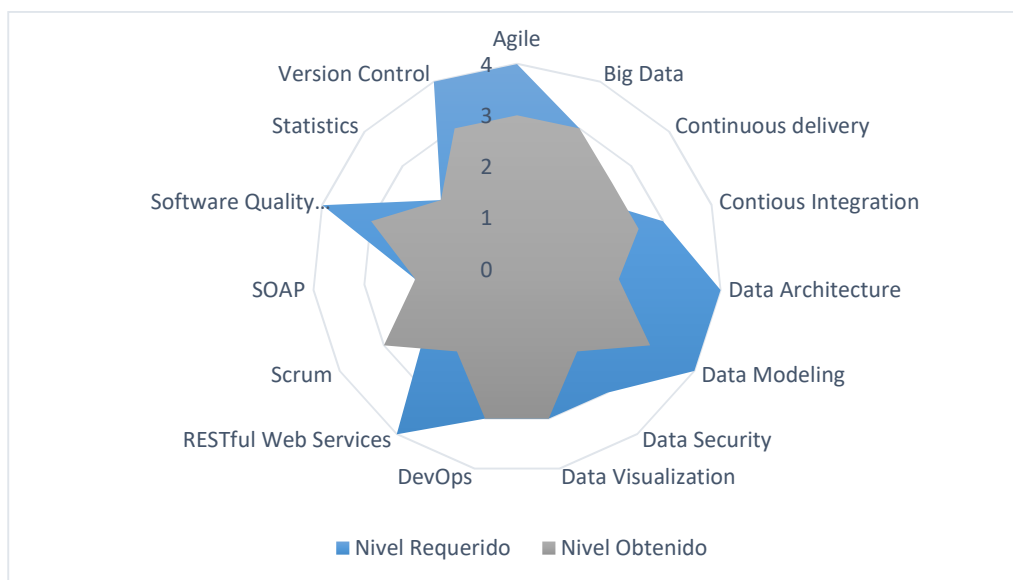 Agile
Big Data
Continuous delivery
Contious Integration
Data Architecture
Data Modeling
Data Security
Data Visualization
DevOps
RESTful Web Services
Scrum
SOAP
Software Quality...
Statistics
Version Control
4
3
2
1
0
Nivel Requerido
Nivel Obtenido